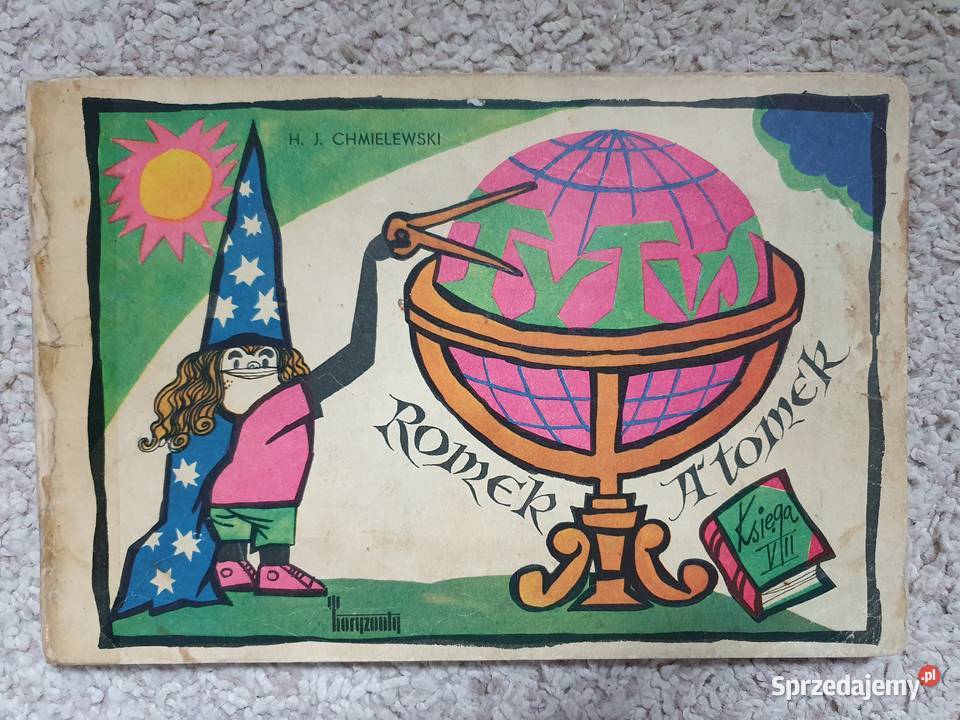 H. J. CHMIELEWSKI
TYTUS
ROMEK
A'TOMEK
Księga
VIII
Horyzonty
Sprzedajemy.pl